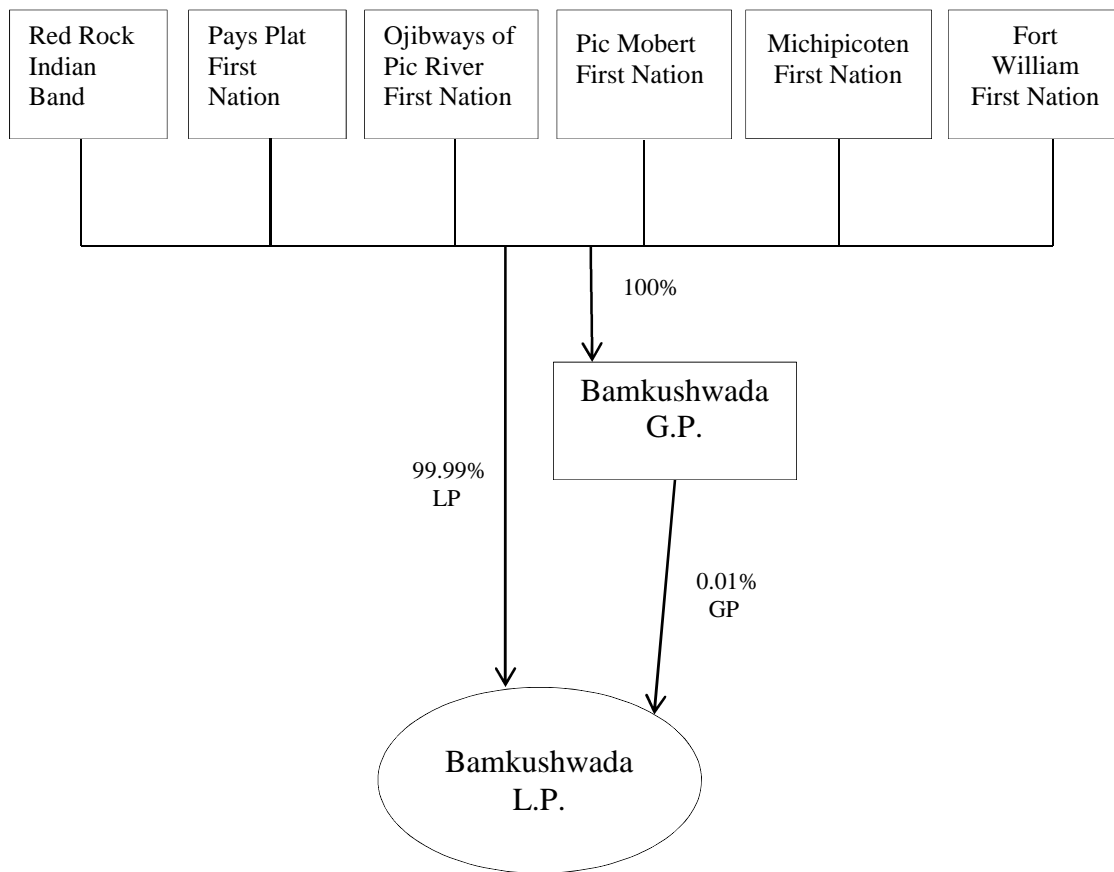 Red Rock
Indian
Band
Pays Plat
First
Nation
Ojibways of
Pic River
First Nation
Pic Mobert
First Nation
Michipicoten
First Nation
Fort
William
First Nation
100%
Bamkushwada
G.P.
99.99%
LP
0.01%
GP
Bamkushwada
L.P.